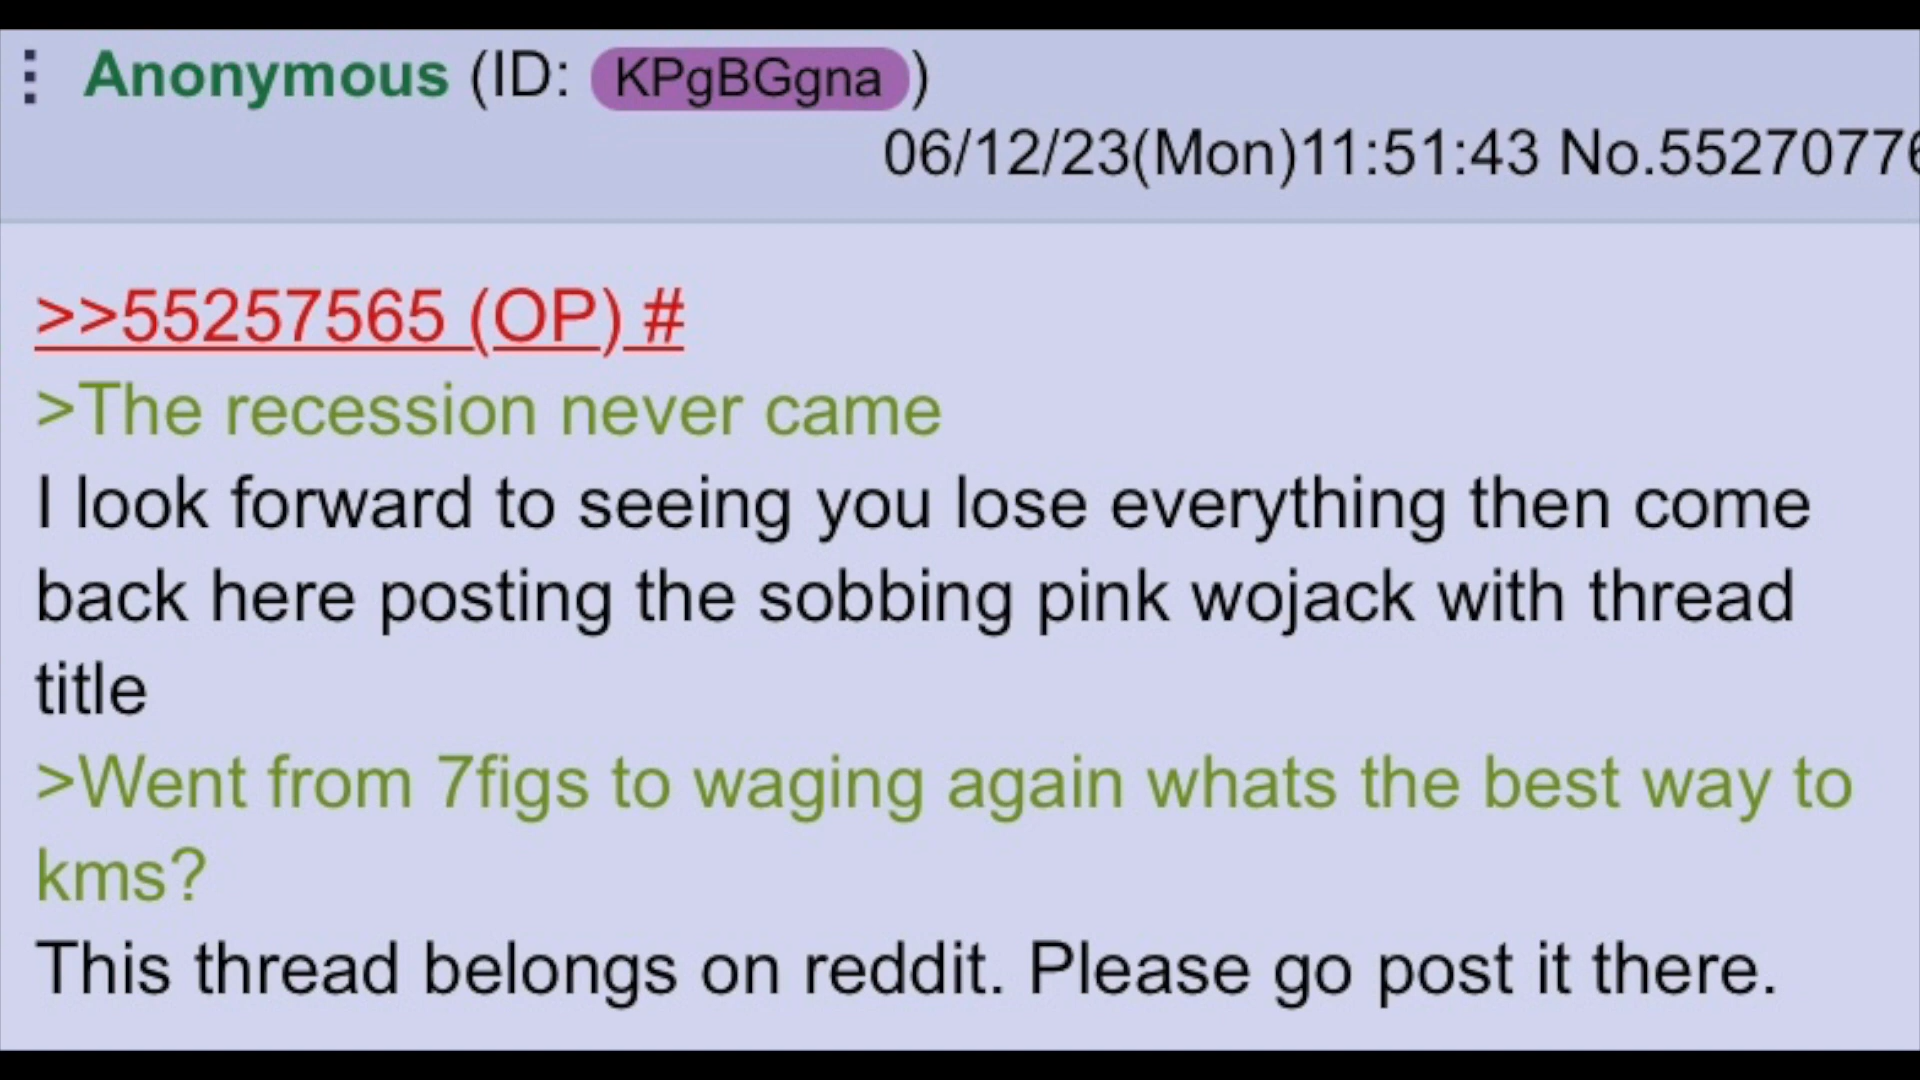 Anonymous (ID: KPgBGgna)
06/12/23(Mon)11:51:43 No.5527077
>>55257565 (OP) #
>The recession never came
I look forward to seeing you lose everything then come
back here posting the sobbing pink wojack with thread
title
>Went from 7figs to waging again whats the best way to
kms?
This thread belongs on reddit. Please go post it there.